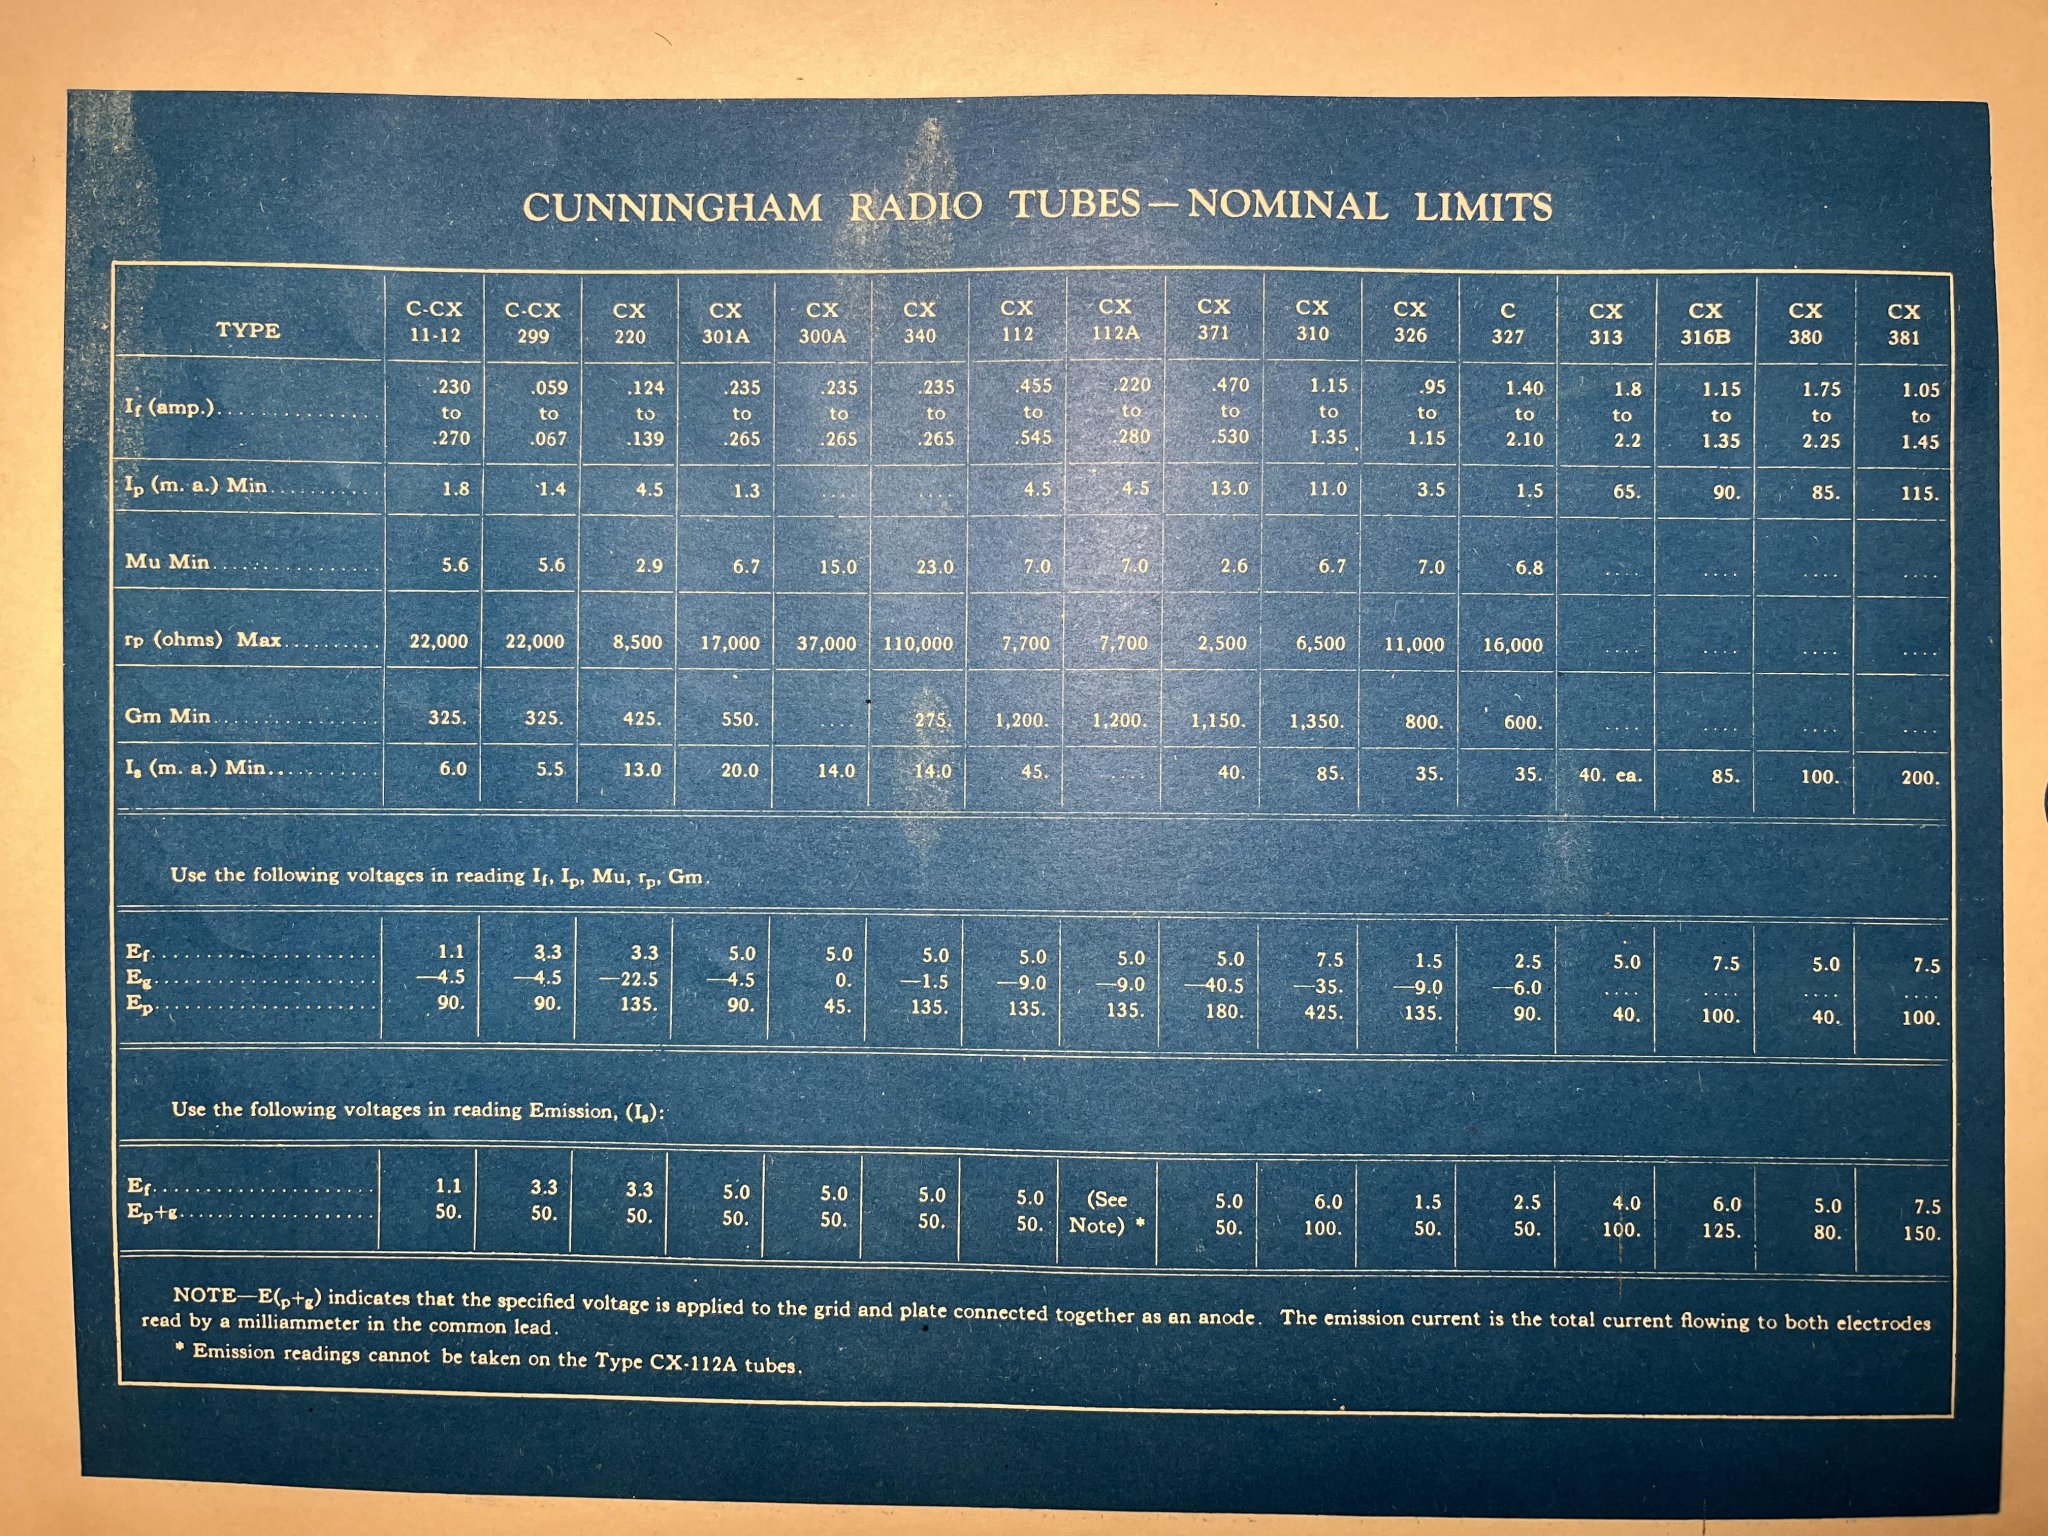 CUNNINGHAM RADIO TUBES—NOMINAL LIMITS
TYPE C-CX 11-12 C-CX 299 CX 220 CX 301A CX 300A CX 340 CX 112 CX 112A CX 371 CX 310 CX 326 C 327 CX 313 CX 316B CX 380 CX 381
If (amp.)............... .230 to .270 .059 to .067 .124 to .139 .235 to .265 .235 to .265 .235 to .265 .455 to .545 .220 to .280 .470 to .530 1.15 to 1.35 .95 to 1.15 1.40 to 2.10 1.8 to 2.2 1.15 to 1.35 1.75 to 2.25 1.05 to 1.45
Ip (m. a.) Min........... 1.8 1.4 4.5 1.3 .... .... 4.5 4.5 13.0 11.0 3.5 1.5 65. 90. 85. 115.
Mu Min............... 5.6 5.6 2.9 6.7 15.0 23.0 7.0 7.0 2.6 6.7 7.0 6.8 .... .... .... ....
rp (ohms) Max.......... 22,000 22,000 8,500 17,000 37,000 110,000 7,700 7,700 2,500 6,500 11,000 16,000 .... .... .... ....
Gm Min............... 325. 325. 425. 550. .... 275. 1,200. 1,200. 1,150. 1,350. 800. 600. .... .... .... ....
Is (m. a.) Min........... 6.0 5.5 13.0 20.0 14.0 14.0 45. .... 40. 85. 35. 35. 40. ea. 85. 100. 200.
Use the following voltages in reading If, Ip, Mu, rp, Gm.
Ef..................... 1.1 3.3 3.3 5.0 5.0 5.0 5.0 5.0 5.0 7.5 1.5 2.5 5.0 7.5 5.0 7.5
Eg..................... —4.5 —4.5 —22.5 —4.5 0. —1.5 —9.0 —9.0 —40.5 —35. —9.0 —6.0 .... .... .... ....
Ep..................... 90. 90. 135. 90. 45. 135. 135. 135. 180. 425. 135. 90. 40. 100. 40. 100.
Use the following voltages in reading Emission, (Is):
Ef..................... 1.1 3.3 3.3 5.0 5.0 5.0 5.0 (See 5.0 6.0 1.5 2.5 4.0 6.0 5.0 7.5
Ep+g................... 50. 50. 50. 50. 50. 50. 50. Note) * 50. 100. 50. 50. 100. 125. 80. 150.
NOTE—E(p+g) indicates that the specified voltage is applied to the grid and plate connected together as an anode. The emission current is the total current flowing to both electrodes
read by a milliammeter in the common lead.
* Emission readings cannot be taken on the Type CX-112A tubes.